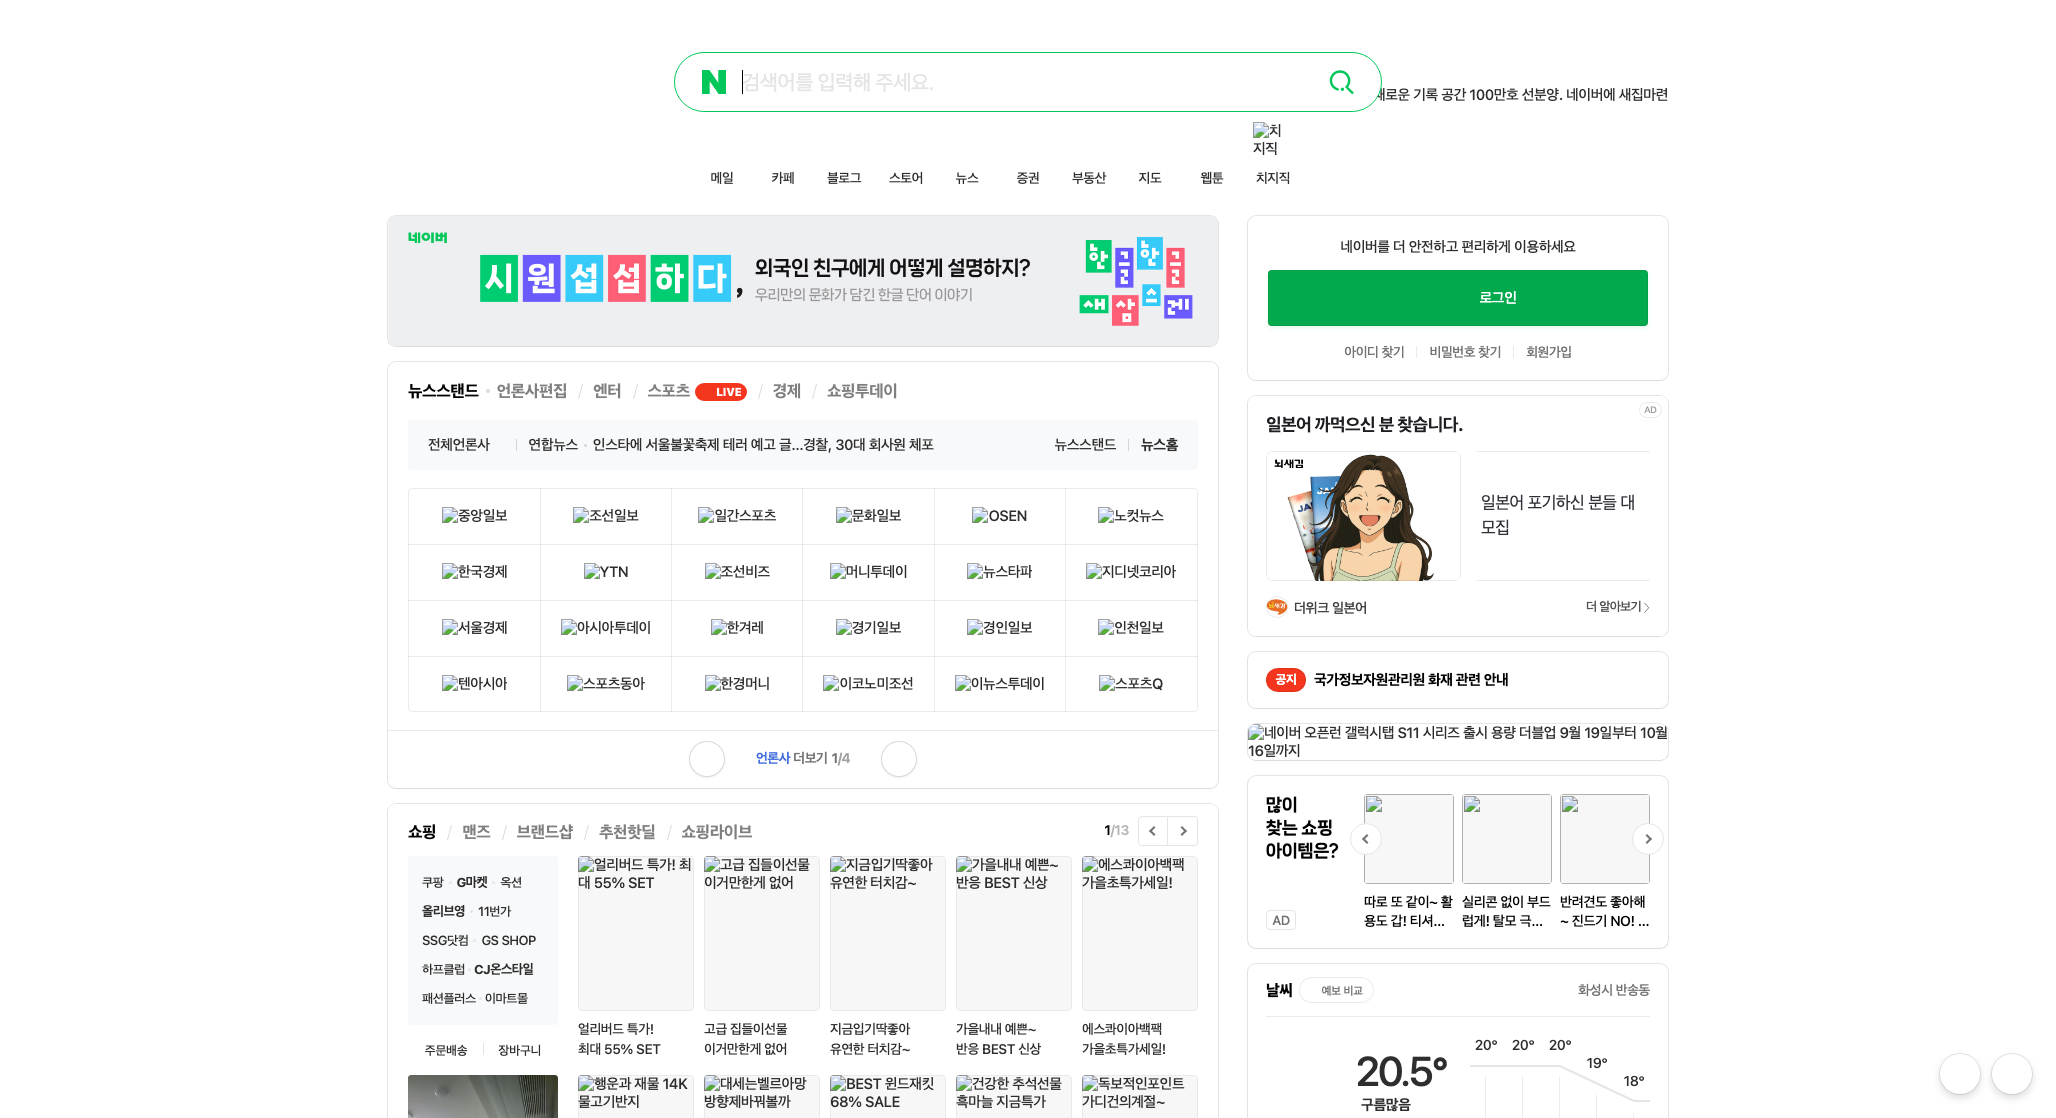 N 검색어를 입력해 주세요.
새로운 기록 공간 100만호 선분양. 네이버에 새집마련
치지직
메일 카페 블로그 스토어 뉴스 증권 부동산 지도 웹툰 치지직
네이버
시원섭섭하다, 외국인 친구에게 어떻게 설명하지?
우리만의 문화가 담긴 한글 단어 이야기
한글한글
새삼스레
네이버를 더 안전하고 편리하게 이용하세요
로그인
아이디 찾기 비밀번호 찾기 회원가입
뉴스스탠드 언론사편집 엔터 스포츠 LIVE 경제 쇼핑투데이
전체언론사 연합뉴스 인스타에 서울불꽃축제 테러 예고 글…경찰, 30대 회사원 체포 뉴스스탠드 뉴스홈
중앙일보 조선일보 일간스포츠 문화일보 OSEN 노컷뉴스
한국경제 YTN 조선비즈 머니투데이 뉴스타파 지디넷코리아
서울경제 아시아투데이 한겨레 경기일보 경인일보 인천일보
텐아시아 스포츠동아 한경머니 이코노미조선 이뉴스투데이 스포츠Q
언론사 더보기 1/4
AD
일본어 까먹으신 분 찾습니다.
뇌새김
일본어 포기하신 분들 대
모집
더위크 일본어 더 알아보기
공지 국가정보자원관리원 화재 관련 안내
네이버 오픈런 갤럭시탭 S11 시리즈 출시 용량 더블업 9월 19일부터 10월
16일까지
많이
찾는 쇼핑
아이템은?
AD
따로 또 같이~ 활
용도 갑! 티셔...
실리콘 없이 부드
럽게! 탈모 극...
반려견도 좋아해
~ 진드기 NO! ...
쇼핑 맨즈 브랜드샵 추천핫딜 쇼핑라이브 1/13
쿠팡 G마켓 옥션
올리브영 11번가
SSG닷컴 GS SHOP
하프클럽 CJ온스타일
패션플러스 이마트몰
주문배송 장바구니
얼리버드 특가! 최
대 55% SET
고급 집들이선물
이거만한게 없어
지금입기딱좋아
유연한 터치감~
가을내내 예쁜~
반응 BEST 신상
에스콰이아백팩
가을초특가세일!
얼리버드 특가!
최대 55% SET
고급 집들이선물
이거만한게 없어
지금입기딱좋아
유연한 터치감~
가을내내 예쁜~
반응 BEST 신상
에스콰이아백팩
가을초특가세일!
행운과 재물 14K
물고기반지
대세는벨르아망
방향제바꿔볼까
BEST 윈드재킷
68% SALE
건강한 추석선물
흑마늘 지금특가
독보적인포인트
가디건의계절~
날씨 예보 비교 화성시 반송동
20.5°
구름많음
20° 20° 20° 19° 18°